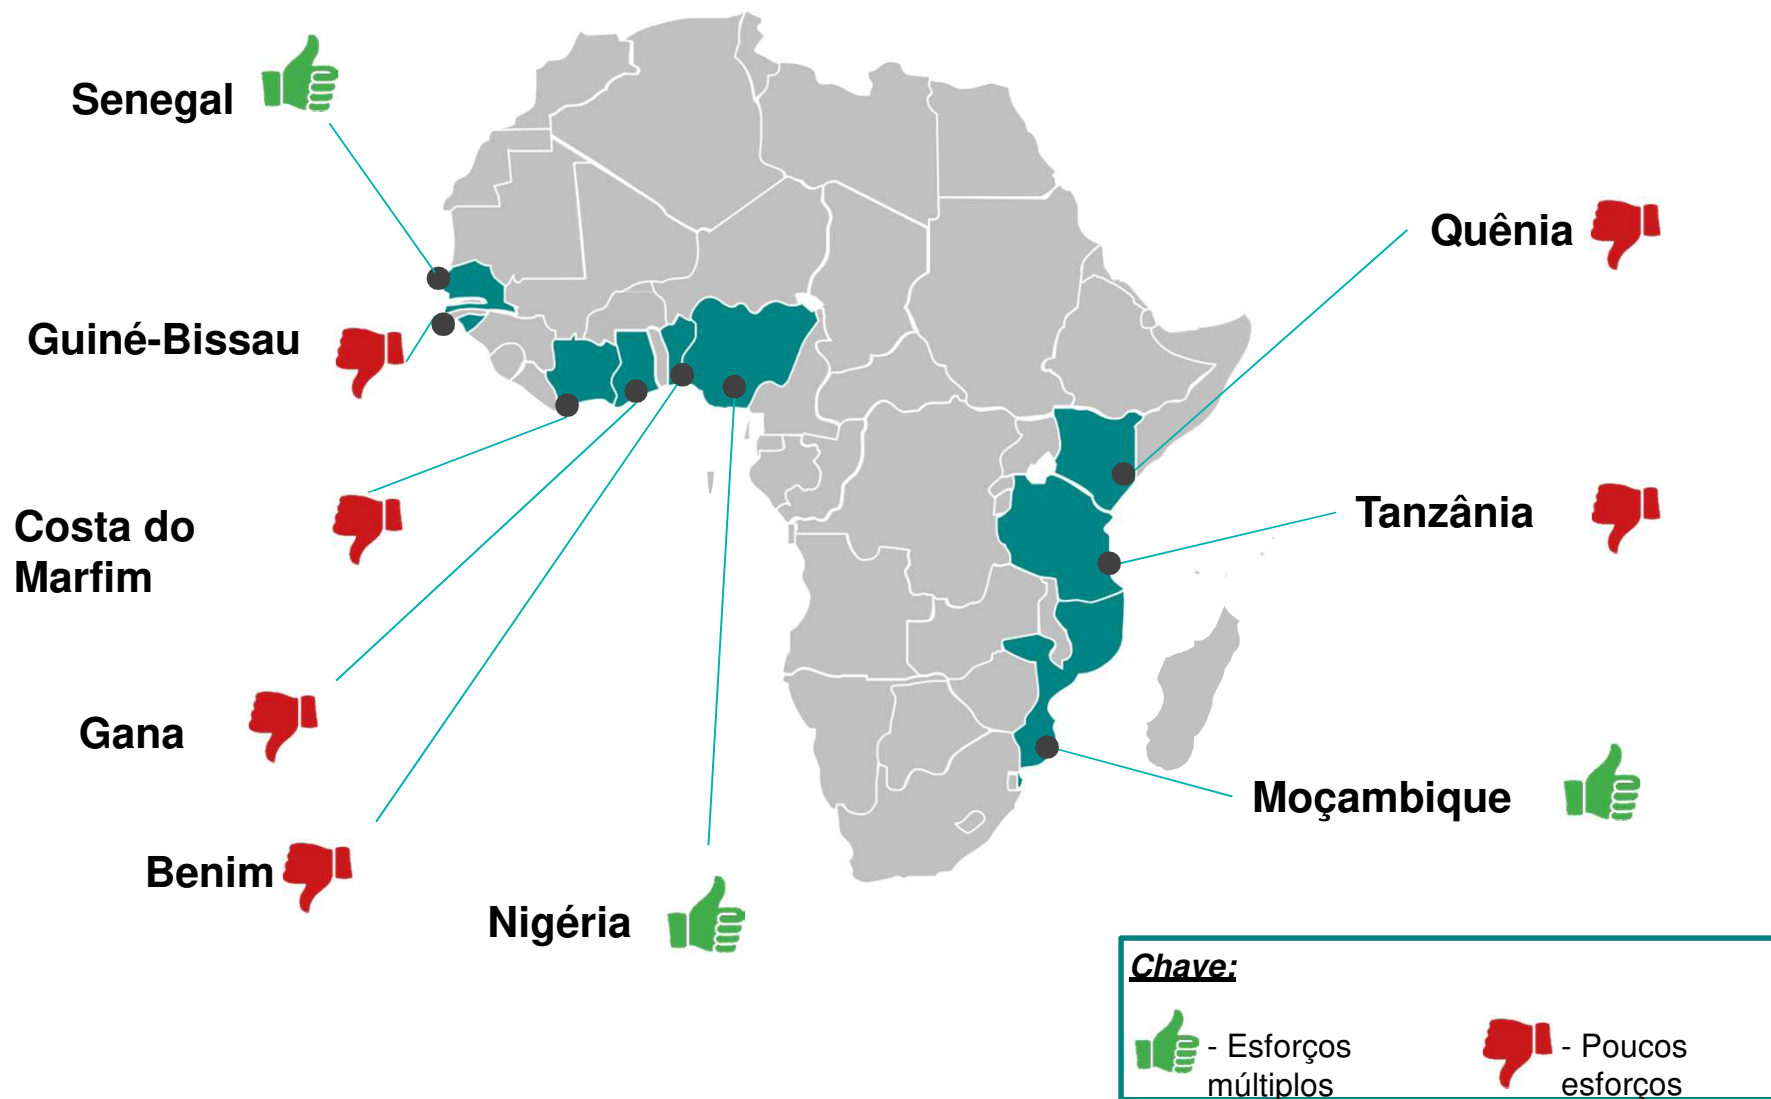 Senegal
Quênia
Guiné-Bissau
Tanzânia
Costa do
Marfim
Gana
Moçambique
Benim
Nigéria
Chave:
- Esforços
múltiplos
- Poucos
esforços